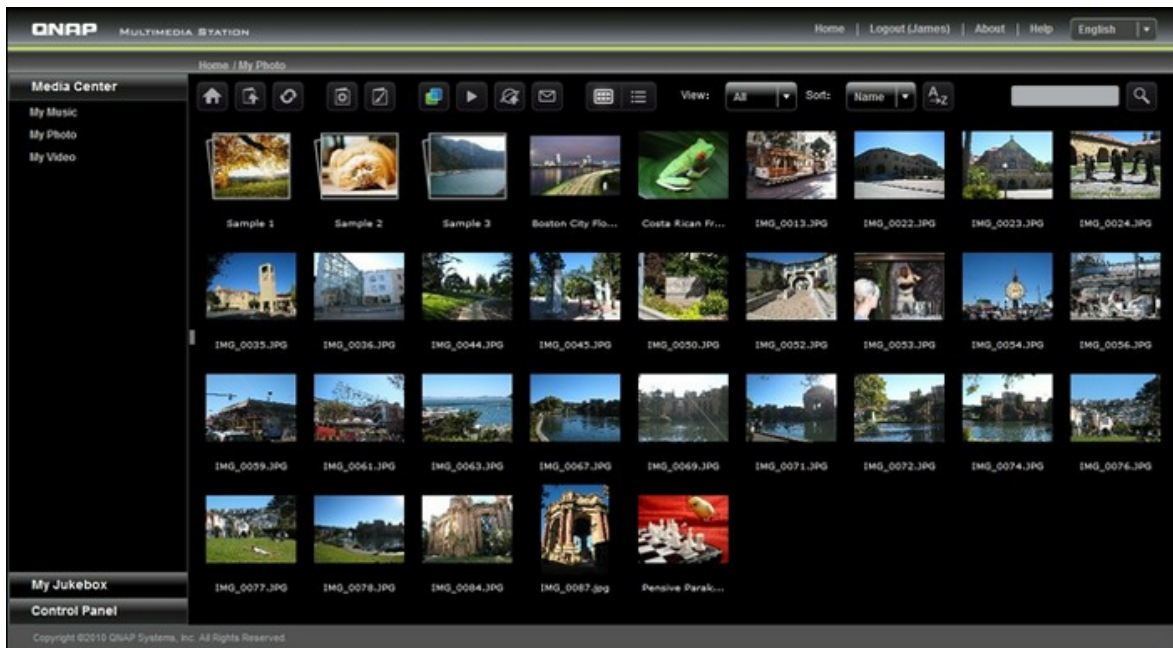 QNAP MULTIMEDIA STATION
Home | Logout (James) | About | Help English
Home / My Photo
Media Center
My Music
My Photo
My Video
View: All Sort: Name A→Z
Sample 1 Sample 2 Sample 3 Boston City Flo... Costa Rican Fr... IMG_0013.JPG IMG_0022.JPG IMG_0023.JPG IMG_0024.JPG
IMG_0035.JPG IMG_0036.JPG IMG_0044.JPG IMG_0045.JPG IMG_0050.JPG IMG_0052.JPG IMG_0053.JPG IMG_0054.JPG IMG_0056.JPG
IMG_0059.JPG IMG_0061.JPG IMG_0063.JPG IMG_0067.JPG IMG_0069.JPG IMG_0071.JPG IMG_0072.JPG IMG_0074.JPG IMG_0076.JPG
IMG_0077.JPG IMG_0078.JPG IMG_0084.JPG IMG_0087.jpg Pensive Parak...
My Jukebox
Control Panel
Copyright ©2010 QNAP Systems, Inc. All Rights Reserved.